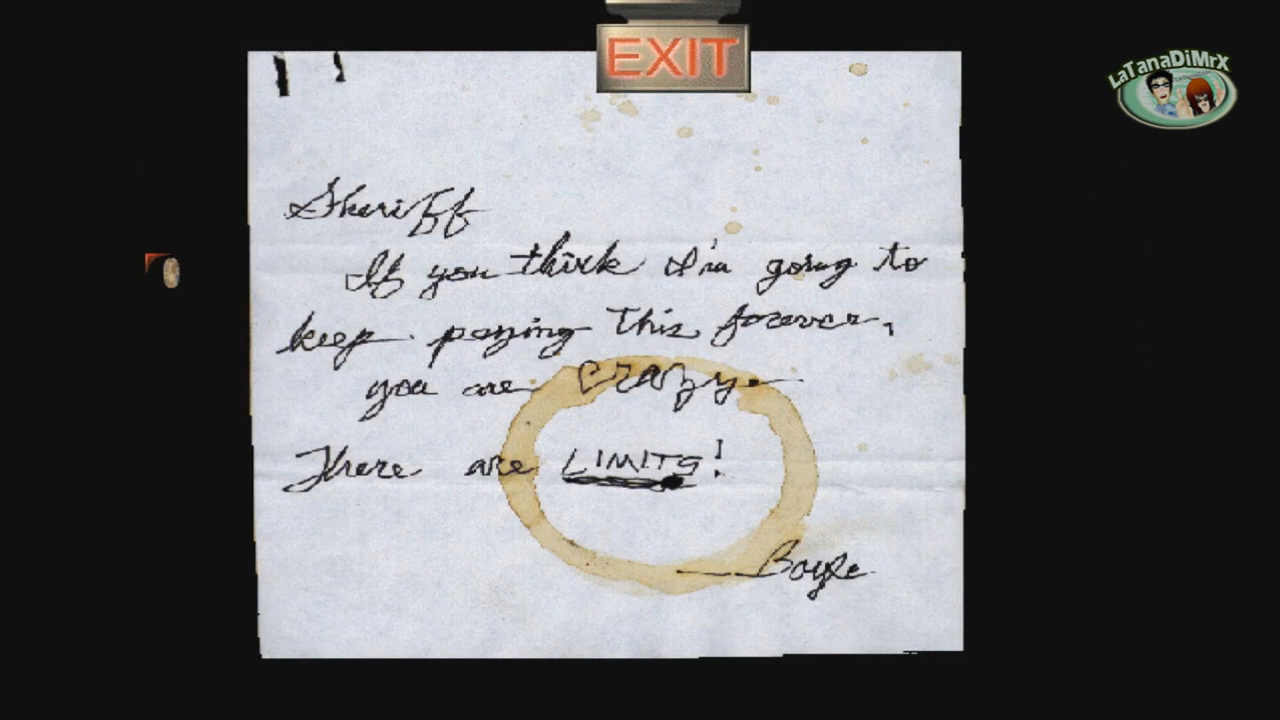 EXIT
LaTanaDiMrX
Sheriff
If you think I'm going to
keep paying this forever,
you are crazy.
There are LIMITS!
Boyle